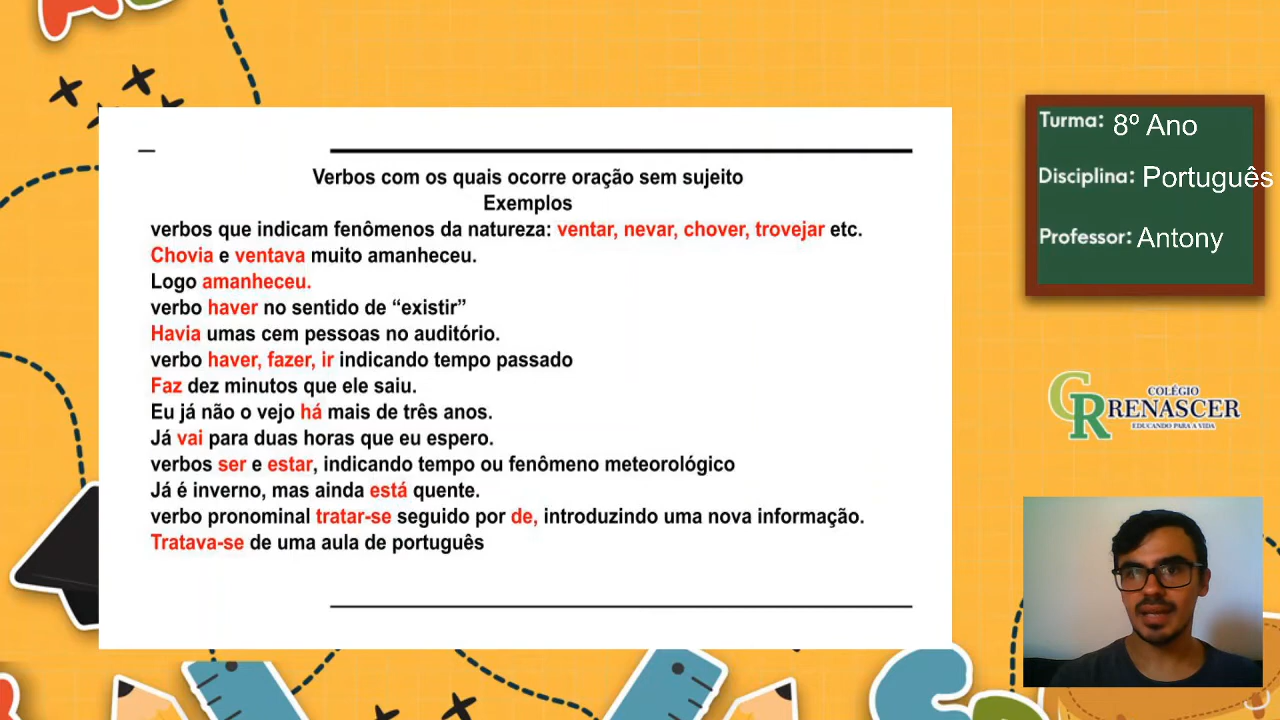 Verbos com os quais ocorre oração sem sujeito
Exemplos
verbos que indicam fenômenos da natureza: ventar, nevar, chover, trovejar etc.
Chovia e ventava muito amanheceu.
Logo amanheceu.
verbo haver no sentido de “existir”
Havia umas cem pessoas no auditório.
verbo haver, fazer, ir indicando tempo passado
Faz dez minutos que ele saiu.
Eu já não o vejo há mais de três anos.
Já vai para duas horas que eu espero.
verbos ser e estar, indicando tempo ou fenômeno meteorológico
Já é inverno, mas ainda está quente.
verbo pronominal tratar-se seguido por de, introduzindo uma nova informação.
Tratava-se de uma aula de português
Turma: 8º Ano
Disciplina: Português
Professor: Antony
CR
COLÉGIO
RENASCER
EDUCANDO PARA A VIDA